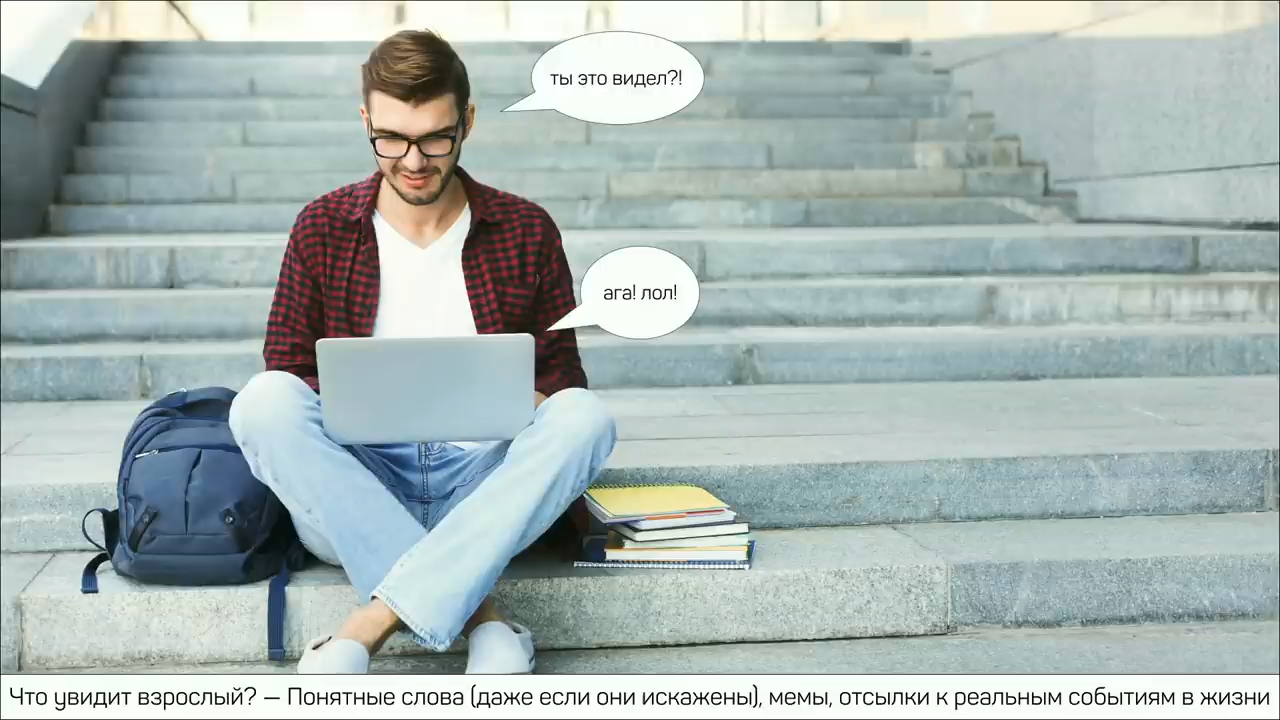 ты это видел?!
ага! лол!
Что увидит взрослый? — Понятные слова (даже если они искажены), мемы, отсылки к реальным событиям в жизни